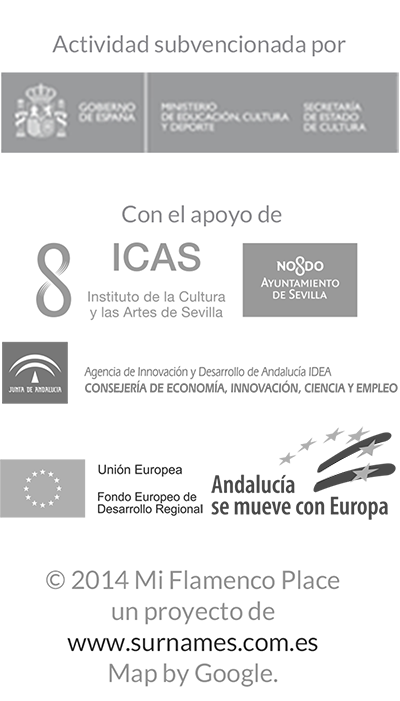 Actividad subvencionada por
GOBIERNO
DE ESPAÑA
MINISTERIO
DE EDUCACIÓN, CULTURA
Y DEPORTE
SECRETARÍA
DE ESTADO
DE CULTURA
Con el apoyo de
ICAS
Instituto de la Cultura
y las Artes de Sevilla
NO8DO
AYUNTAMIENTO
DE SEVILLA
JUNTA DE ANDALUCIA
Agencia de Innovación y Desarrollo de Andalucía IDEA
CONSEJERÍA DE ECONOMÍA, INNOVACIÓN, CIENCIA Y EMPLEO
Unión Europea
Fondo Europeo de
Desarrollo Regional
Andalucía
se mueve con Europa
© 2014 Mi Flamenco Place
un proyecto de
www.surnames.com.es
Map by Google.